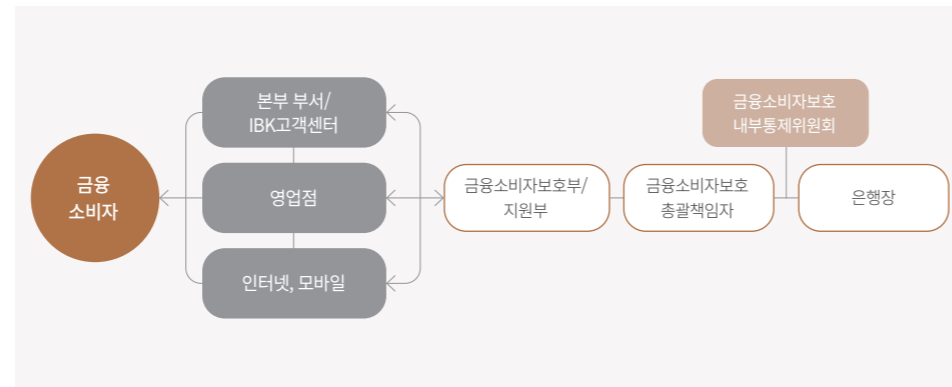 금융
소비자
본부 부서/
IBK고객센터
영업점
인터넷, 모바일
금융소비자보호부/
지원부
금융소비자보호
총괄책임자
금융소비자보호
내부통제위원회
은행장